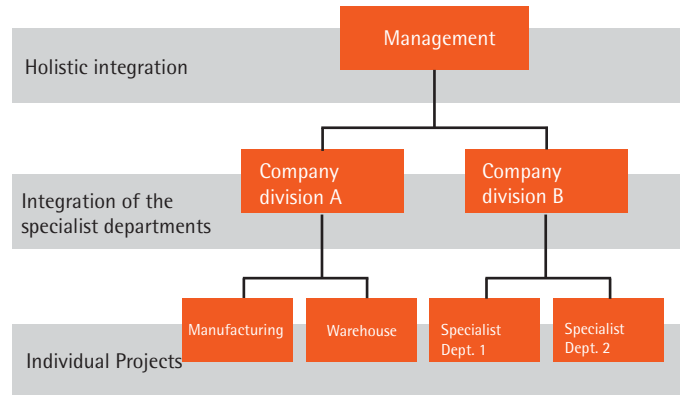 Management
Holistic integration
Company
division A
Company
division B
Integration of the
specialist departments
Manufacturing
Warehouse
Specialist
Dept. 1
Specialist
Dept. 2
Individual Projects